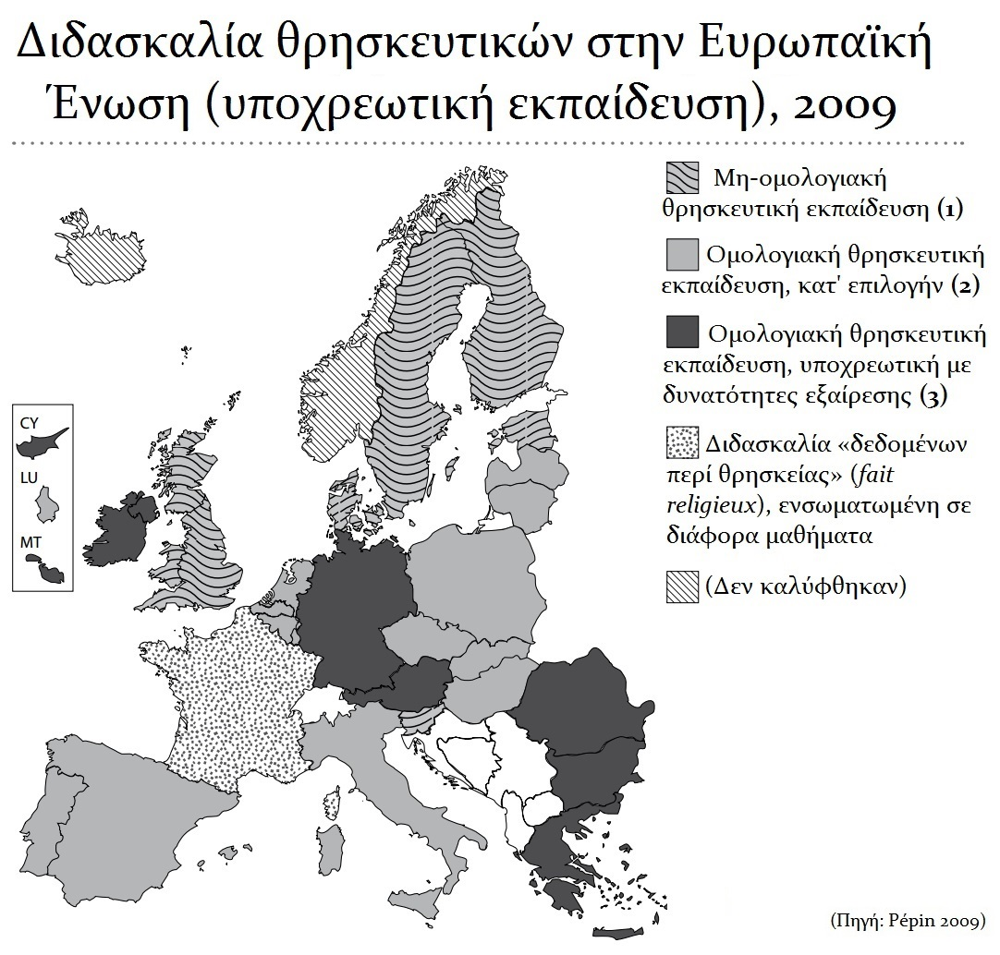 Διδασκαλία θρησκευτικών στην Ευρωπαϊκή
Ένωση (υποχρεωτική εκπαίδευση), 2009
Μη-ομολογιακή
θρησκευτική εκπαίδευση (1)
Ομολογιακή θρησκευτική
εκπαίδευση, κατ' επιλογήν (2)
Ομολογιακή θρησκευτική
εκπαίδευση, υποχρεωτική με
δυνατότητες εξαίρεσης (3)
Διδασκαλία «δεδομένων
περί θρησκείας» (fait
religieux), ενσωματωμένη σε
διάφορα μαθήματα
(Δεν καλύφθηκαν)
CY
LU
MT
(Πηγή: Pépin 2009)